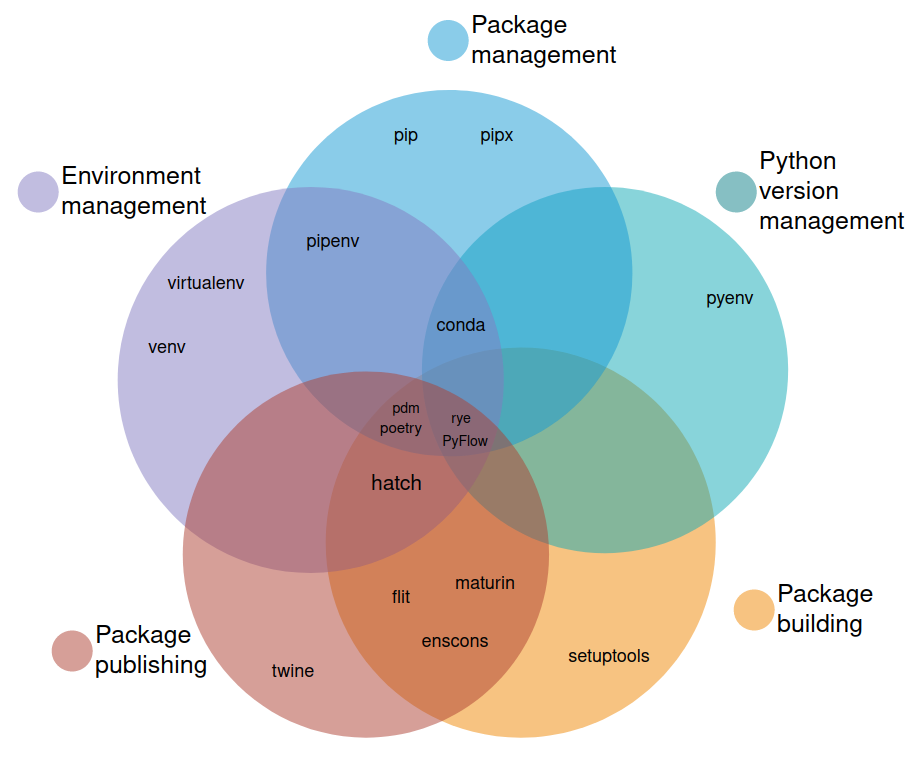 Package
management
Python
version
management
Environment
management
pip
pipx
pipenv
virtualenv
venv
pyenv
conda
pdm
poetry
rye
PyFlow
hatch
flit
maturin
enscons
twine
setuptools
Package
building
Package
publishing